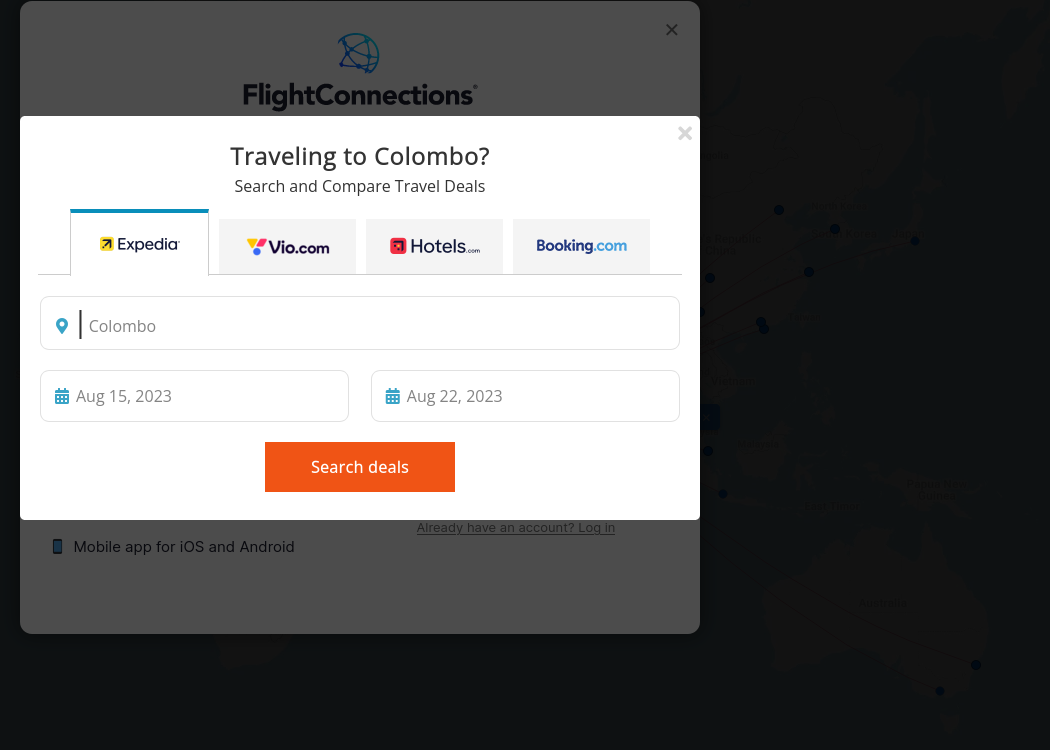 FlightConnections
Traveling to Colombo?
Search and Compare Travel Deals
Expedia
Vio.com
Hotels.com
Booking.com
Colombo
Aug 15, 2023
Aug 22, 2023
Search deals
Already have an account? Log in
Mobile app for iOS and Android
Australia